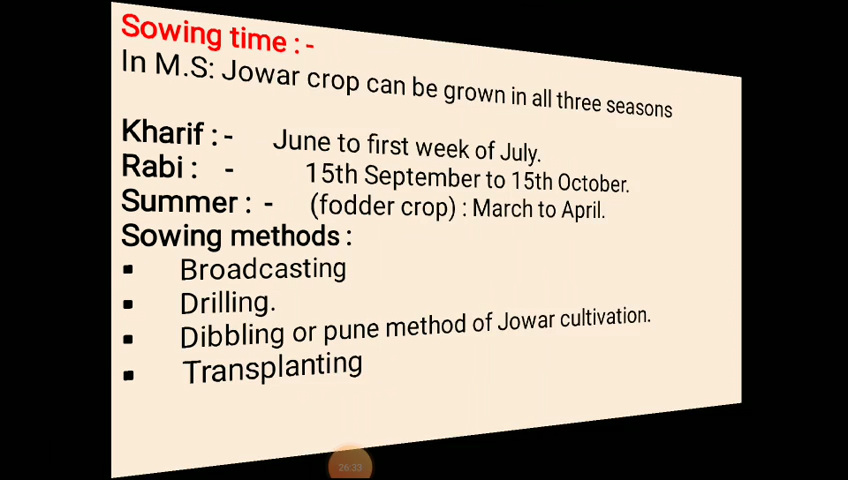 Sowing time : -
In M.S: Jowar crop can be grown in all three seasons
Kharif : - June to first week of July.
Rabi : - 15th September to 15th October.
Summer : - (fodder crop) : March to April.
Sowing methods :
▪ Broadcasting
▪ Drilling.
▪ Dibbling or pune method of Jowar cultivation.
▪ Transplanting
26:33